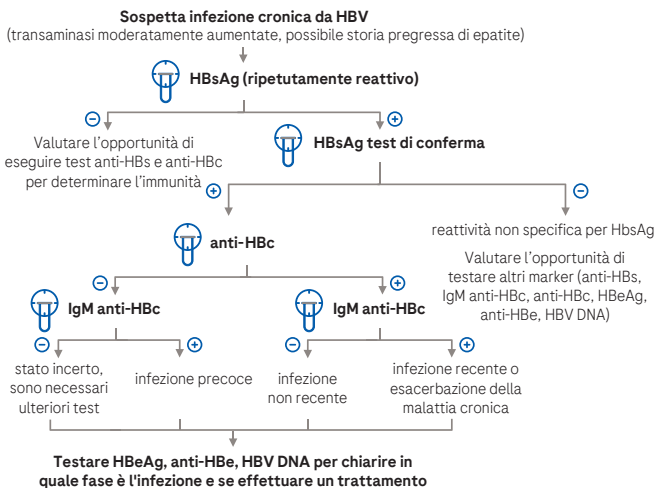 Sospetta infezione cronica da HBV
(transaminasi moderatamente aumentate, possibile storia pregressa di epatite)
HBsAg (ripetutamente reattivo)
Valutare l'opportunità di
eseguire test anti-HBs e anti-HBc
per determinare l'immunità
HBsAg test di conferma
reattività non specifica per HbsAg
Valutare l'opportunità di
testare altri marker (anti-HBs,
IgM anti-HBc, anti-HBc, HBeAg,
anti-HBe, HBV DNA)
anti-HBc
IgM anti-HBc
IgM anti-HBc
stato incerto,
sono necessari
ulteriori test
infezione precoce
infezione
non recente
infezione recente o
esacerbazione della
malattia cronica
Testare HBeAg, anti-HBe, HBV DNA per chiarire in
quale fase è l'infezione e se effettuare un trattamento